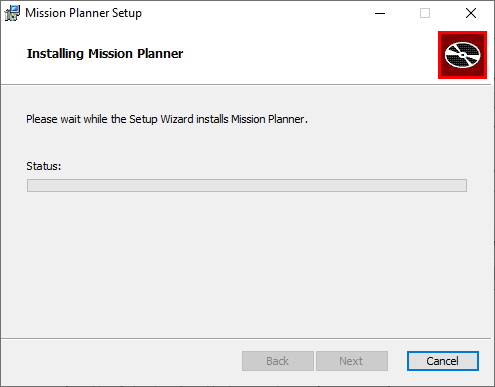 Mission Planner Setup
Installing Mission Planner
Please wait while the Setup Wizard installs Mission Planner.
Status:
Back
Next
Cancel